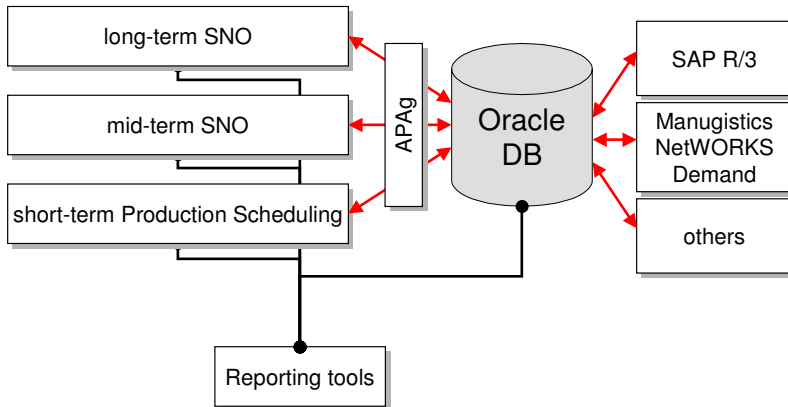 long-term SNO
mid-term SNO
short-term Production Scheduling
APAg
Oracle
DB
SAP R/3
Manugistics
NetWORKS
Demand
others
Reporting tools